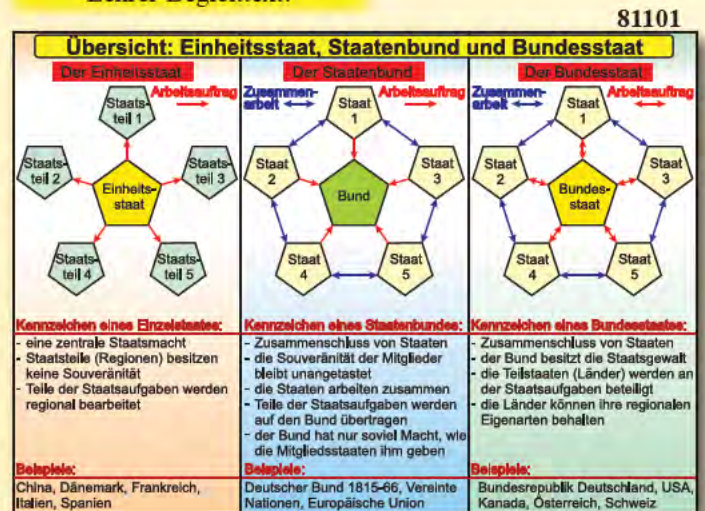 81101
Übersicht: Einheitsstaat, Staatenbund und Bundesstaat
Der Einheitsstaat
Arbeitsauftrag
Staats-
teil 1
Staats-
teil 2
Staats-
teil 3
Einheits-
staat
Staats-
teil 4
Staats-
teil 5
Kennzeichen eines Einzelstaates:
- eine zentrale Staatsmacht
- Staatsteile (Regionen) besitzen
keine Souveränität
- Teile der Staatsaufgaben werden
regional bearbeitet
Beispiele:
China, Dänemark, Frankreich,
Italien, Spanien
Der Staatenbund
Zusammen-
arbeit
Arbeitsauftrag
Staat
1
Staat
2
Staat
3
Bund
Staat
4
Staat
5
Kennzeichen eines Staatenbundes:
- Zusammenschluss von Staaten
- die Souveränität der Mitglieder
bleibt unangetastet
- die Staaten arbeiten zusammen
- Teile der Staatsaufgaben werden
auf den Bund übertragen
- der Bund hat nur soviel Macht, wie
die Mitgliedsstaaten ihm geben
Beispiele:
Deutscher Bund 1815-66, Vereinte
Nationen, Europäische Union
Der Bundesstaat
Zusammen-
arbeit
Arbeitsauftrag
Staat
1
Staat
2
Staat
3
Bundes-
staat
Staat
4
Staat
5
Kennzeichen eines Bundesstaates:
- Zusammenschluss von Staaten
- der Bund besitzt die Staatsgewalt
- die Teilstaaten (Länder) werden an
der Staatsaufgaben beteiligt
- die Länder können ihre regionalen
Eigenarten behalten
Beispiele:
Bundesrepublik Deutschland, USA,
Kanada, Österreich, Schweiz